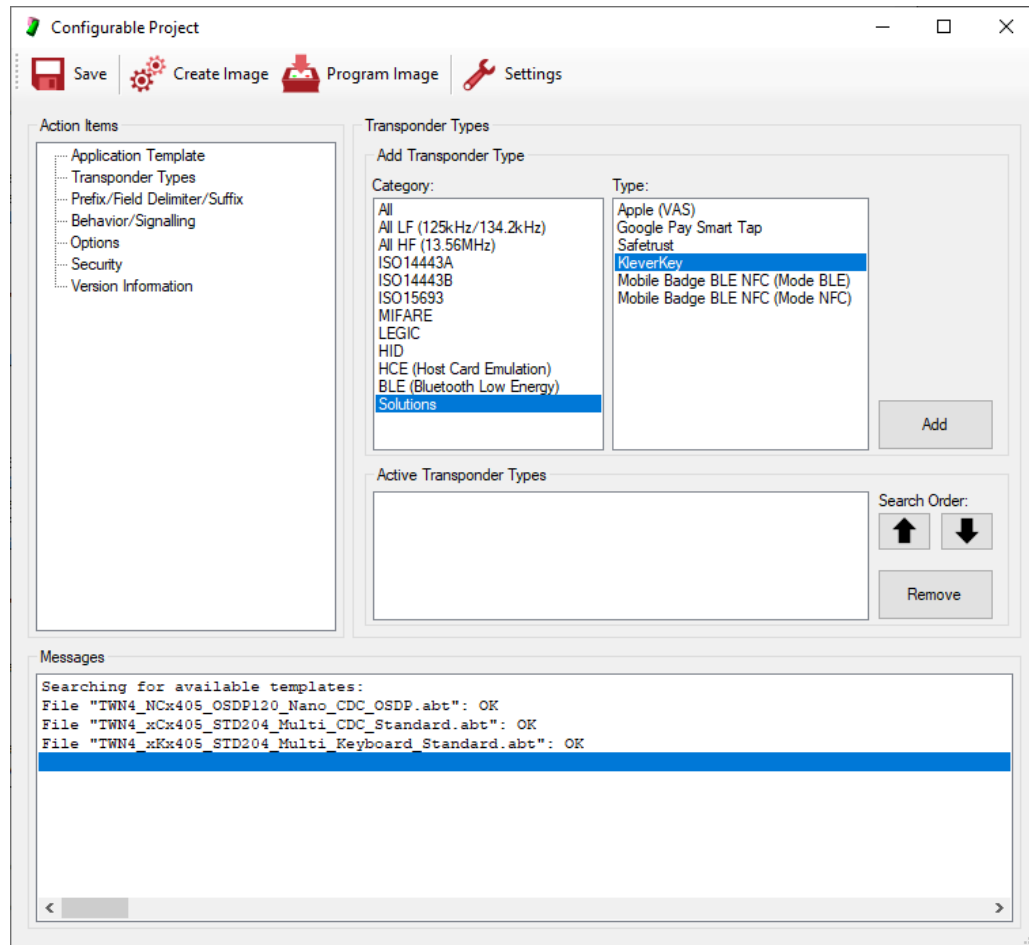 Configurable Project
Save
Create Image
Program Image
Settings
Action Items
Application Template
Transponder Types
Prefix/Field Delimiter/Suffix
Behavior/Signalling
Options
Security
Version Information
Transponder Types
Add Transponder Type
Category:
All
All LF (125kHz/134.2kHz)
All HF (13.56MHz)
ISO14443A
ISO14443B
ISO15693
MIFARE
LEGIC
HID
HCE (Host Card Emulation)
BLE (Bluetooth Low Energy)
Solutions
Type:
Apple (VAS)
Google Pay Smart Tap
Safetrust
KleverKey
Mobile Badge BLE NFC (Mode BLE)
Mobile Badge BLE NFC (Mode NFC)
Add
Active Transponder Types
Search Order:
Remove
Messages
Searching for available templates:
File "TWN4_NCx405_OSDP120_Nano_CDC_OSDP.abt": OK
File "TWN4_xCx405_STD204_Multi_CDC_Standard.abt": OK
File "TWN4_xKx405_STD204_Multi_Keyboard_Standard.abt": OK